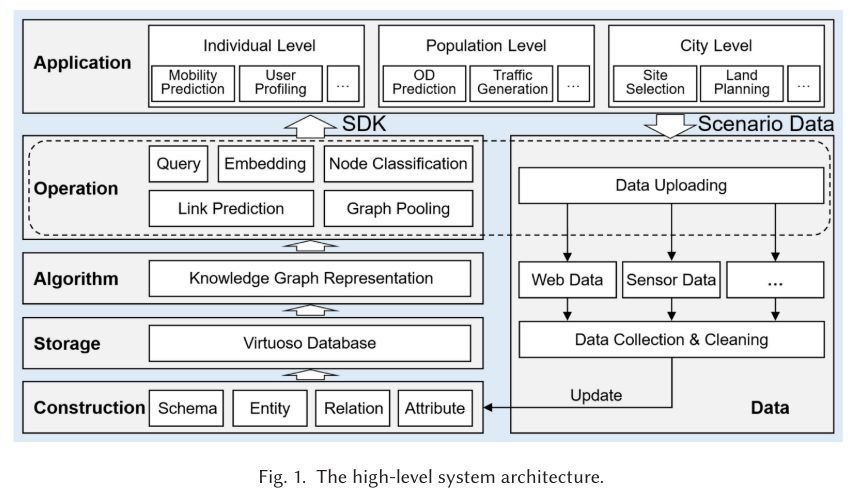 Application
Individual Level
Mobility
Prediction
User
Profiling
...
Population Level
OD
Prediction
Traffic
Generation
...
City Level
Site
Selection
Land
Planning
...
SDK
Scenario Data
Operation
Query
Embedding
Node Classification
Link Prediction
Graph Pooling
Algorithm
Knowledge Graph Representation
Storage
Virtuoso Database
Construction
Schema
Entity
Relation
Attribute
Data Uploading
Web Data
Sensor Data
...
Data Collection & Cleaning
Update
Data
Fig. 1. The high-level system architecture.